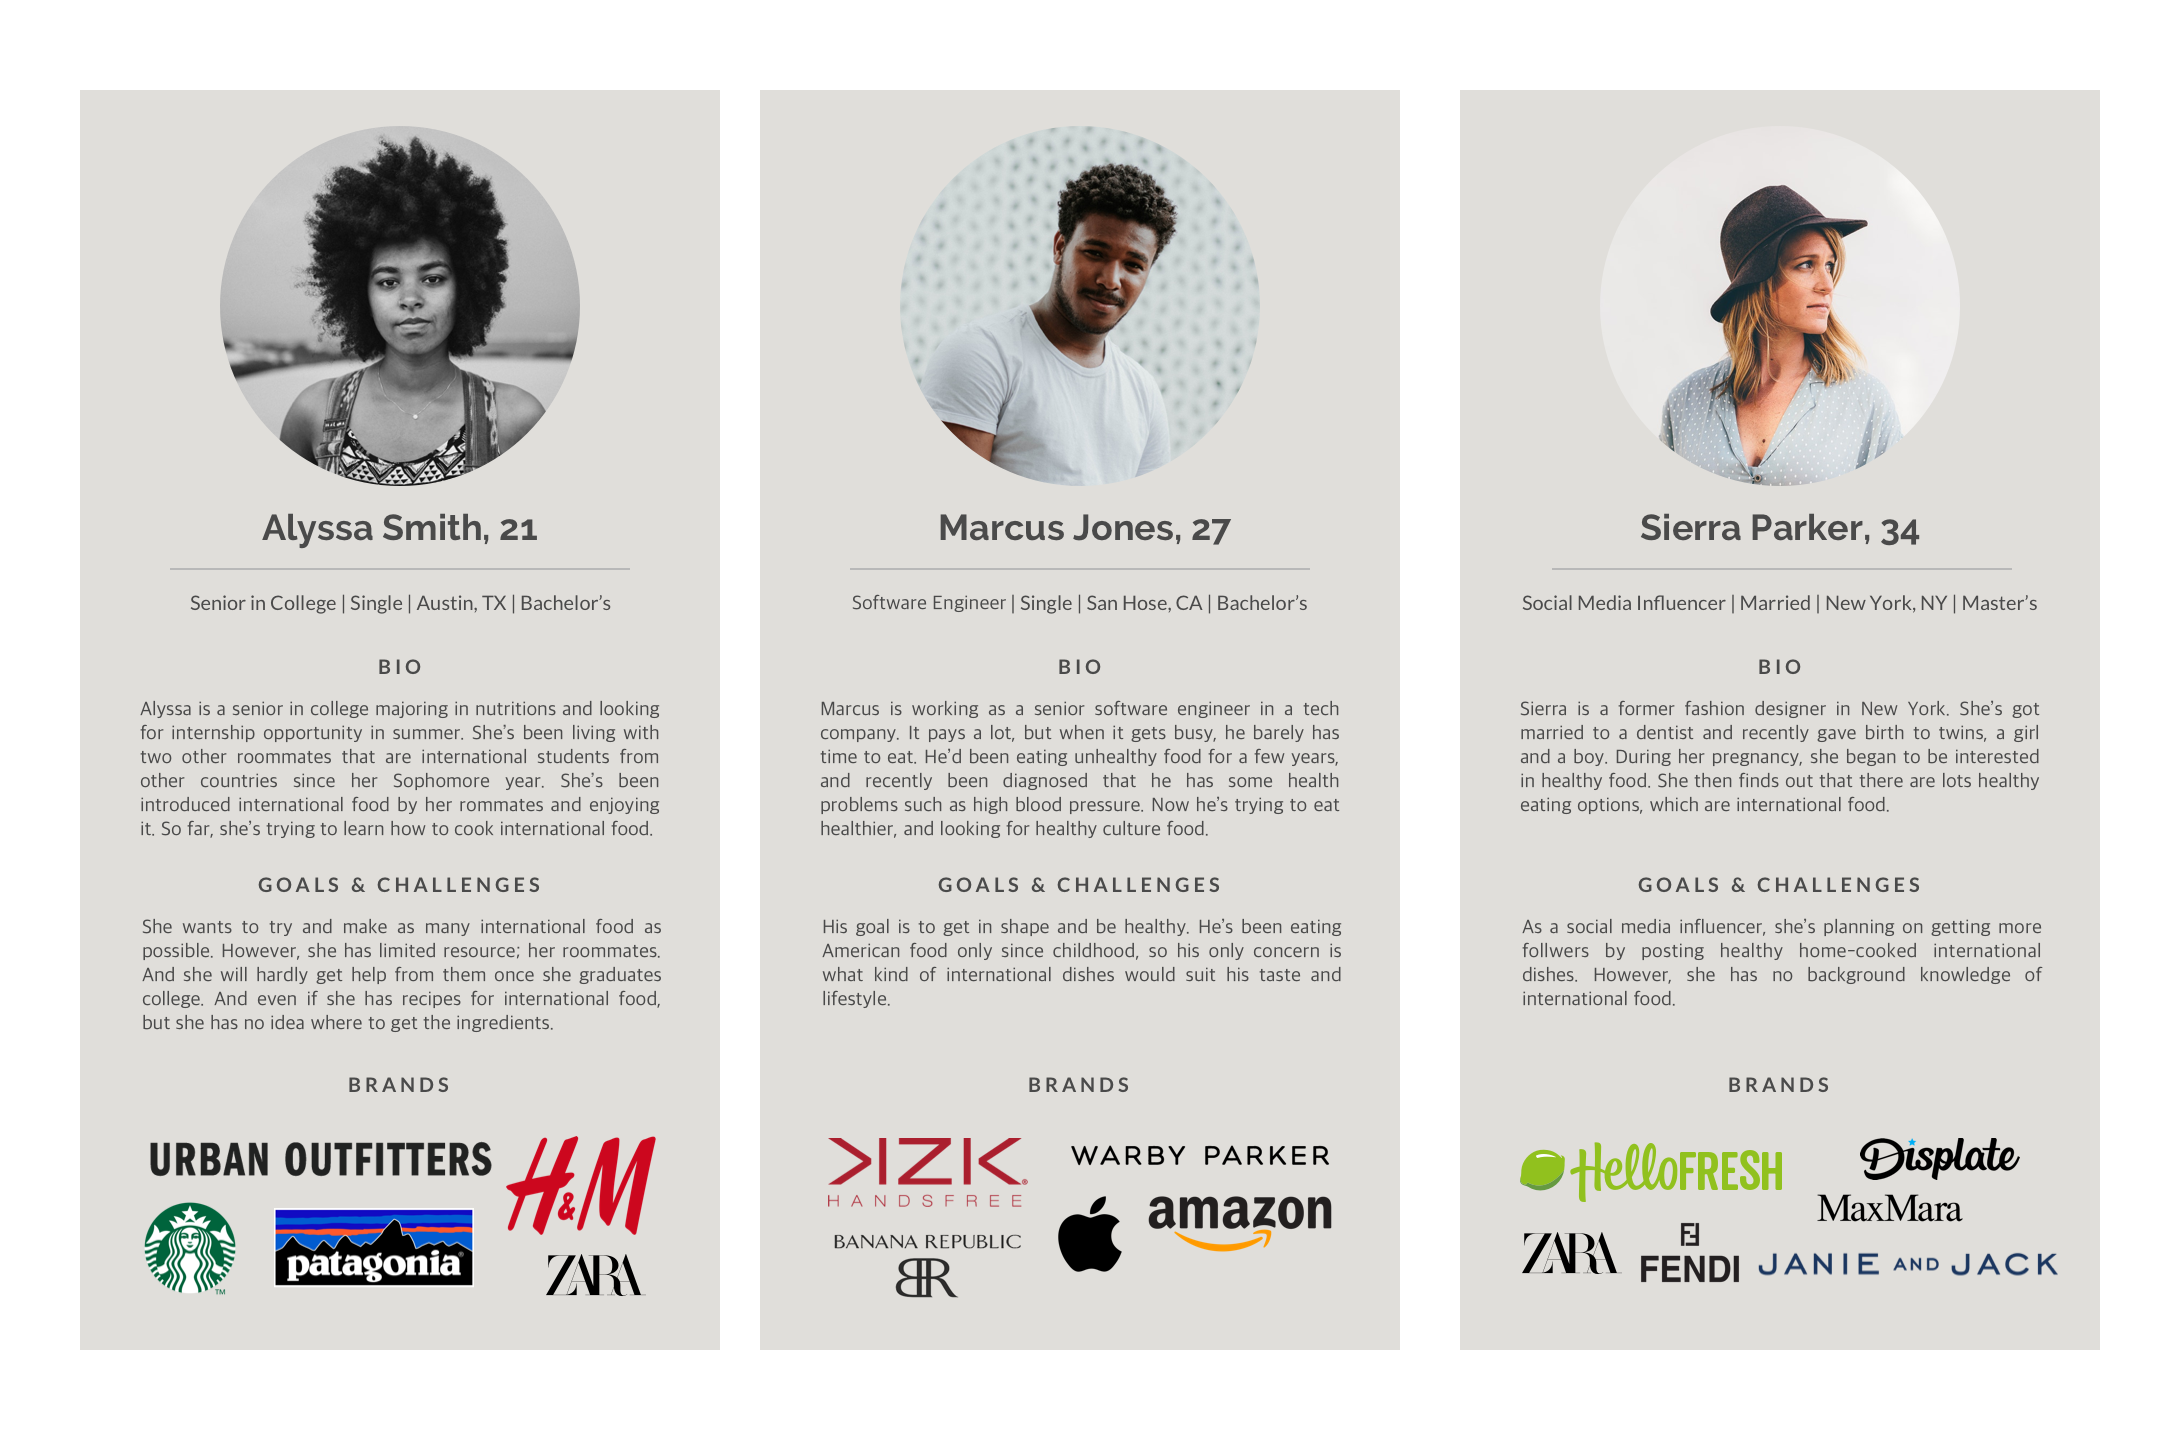 Alyssa Smith, 21
Senior in College | Single | Austin, TX | Bachelor's
BIO
Alyssa is a senior in college majoring in nutritions and looking
for internship opportunity in summer. She's been living with
two other roommates that are international students from
other countries since her Sophomore year. She's been
introduced international food by her rommates and enjoying
it. So far, she's trying to learn how to cook international food.
GOALS & CHALLENGES
She wants to try and make as many international food as
possible. However, she has limited resource; her roommates.
And she will hardly get help from them once she graduates
college. And even if she has recipes for international food,
but she has no idea where to get the ingredients.
BRANDS
URBAN OUTFITTERS
H&M
patagonia®
TM
ZARA
Marcus Jones, 27
Software Engineer | Single | San Hose, CA | Bachelor's
BIO
Marcus is working as a senior software engineer in a tech
company. It pays a lot, but when it gets busy, he barely has
time to eat. He'd been eating unhealthy food for a few years,
and recently been diagnosed that he has some health
problems such as high blood pressure. Now he's trying to eat
healthier, and looking for healthy culture food.
GOALS & CHALLENGES
His goal is to get in shape and be healthy. He's been eating
American food only since childhood, so his only concern is
what kind of international dishes would suit his taste and
lifestyle.
BRANDS
KIZIK®
HANDSFREE
WARBY PARKER
amazon
BANANA REPUBLIC
BR
Sierra Parker, 34
Social Media Influencer | Married | New York, NY | Master's
BIO
Sierra is a former fashion designer in New York. She's got
married to a dentist and recently gave birth to twins, a girl
and a boy. During her pregnancy, she began to be interested
in healthy food. She then finds out that there are lots healthy
eating options, which are international food.
GOALS & CHALLENGES
As a social media influencer, she's planning on getting more
follwers by posting healthy home-cooked international
dishes. However, she has no background knowledge of
international food.
BRANDS
HelloFRESH
Displate
MaxMara
ZARA
FENDI
JANIE AND JACK